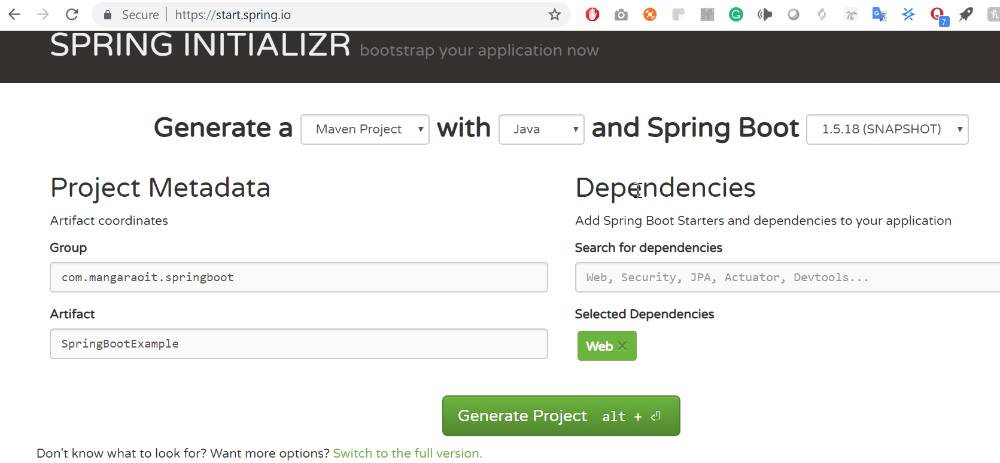 Secure | https://start.spring.io
7
SPRING INITIALIZR bootstrap your application now
Generate a Maven Project with Java and Spring Boot 1.5.18 (SNAPSHOT)
Project Metadata
Artifact coordinates
Group
com.mangaraoit.springboot
Artifact
SpringBootExample
Dependencies
Add Spring Boot Starters and dependencies to your application
Search for dependencies
Web, Security, JPA, Actuator, Devtools...
Selected Dependencies
Web ×
Generate Project alt + ⏎
Don't know what to look for? Want more options? Switch to the full version.